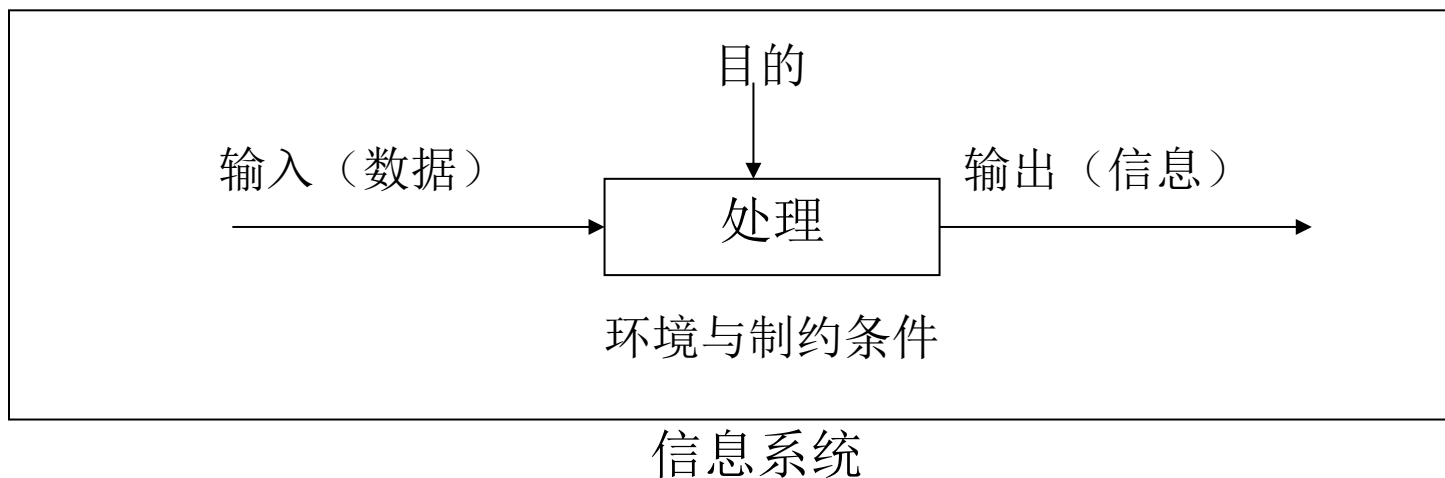 目的
输入（数据）
输出（信息）
处理
环境与制约条件
信息系统